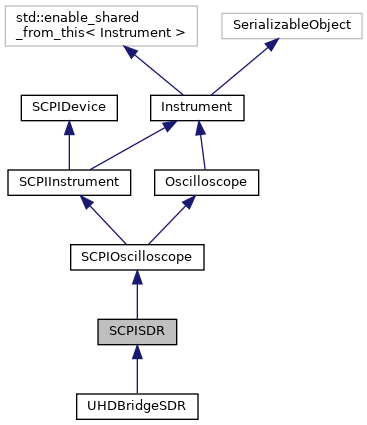 std::enable_shared
_from_this< Instrument >
SerializableObject
SCPIDevice
Instrument
SCPIInstrument
Oscilloscope
SCPIOscilloscope
SCPISDR
UHDBridgeSDR